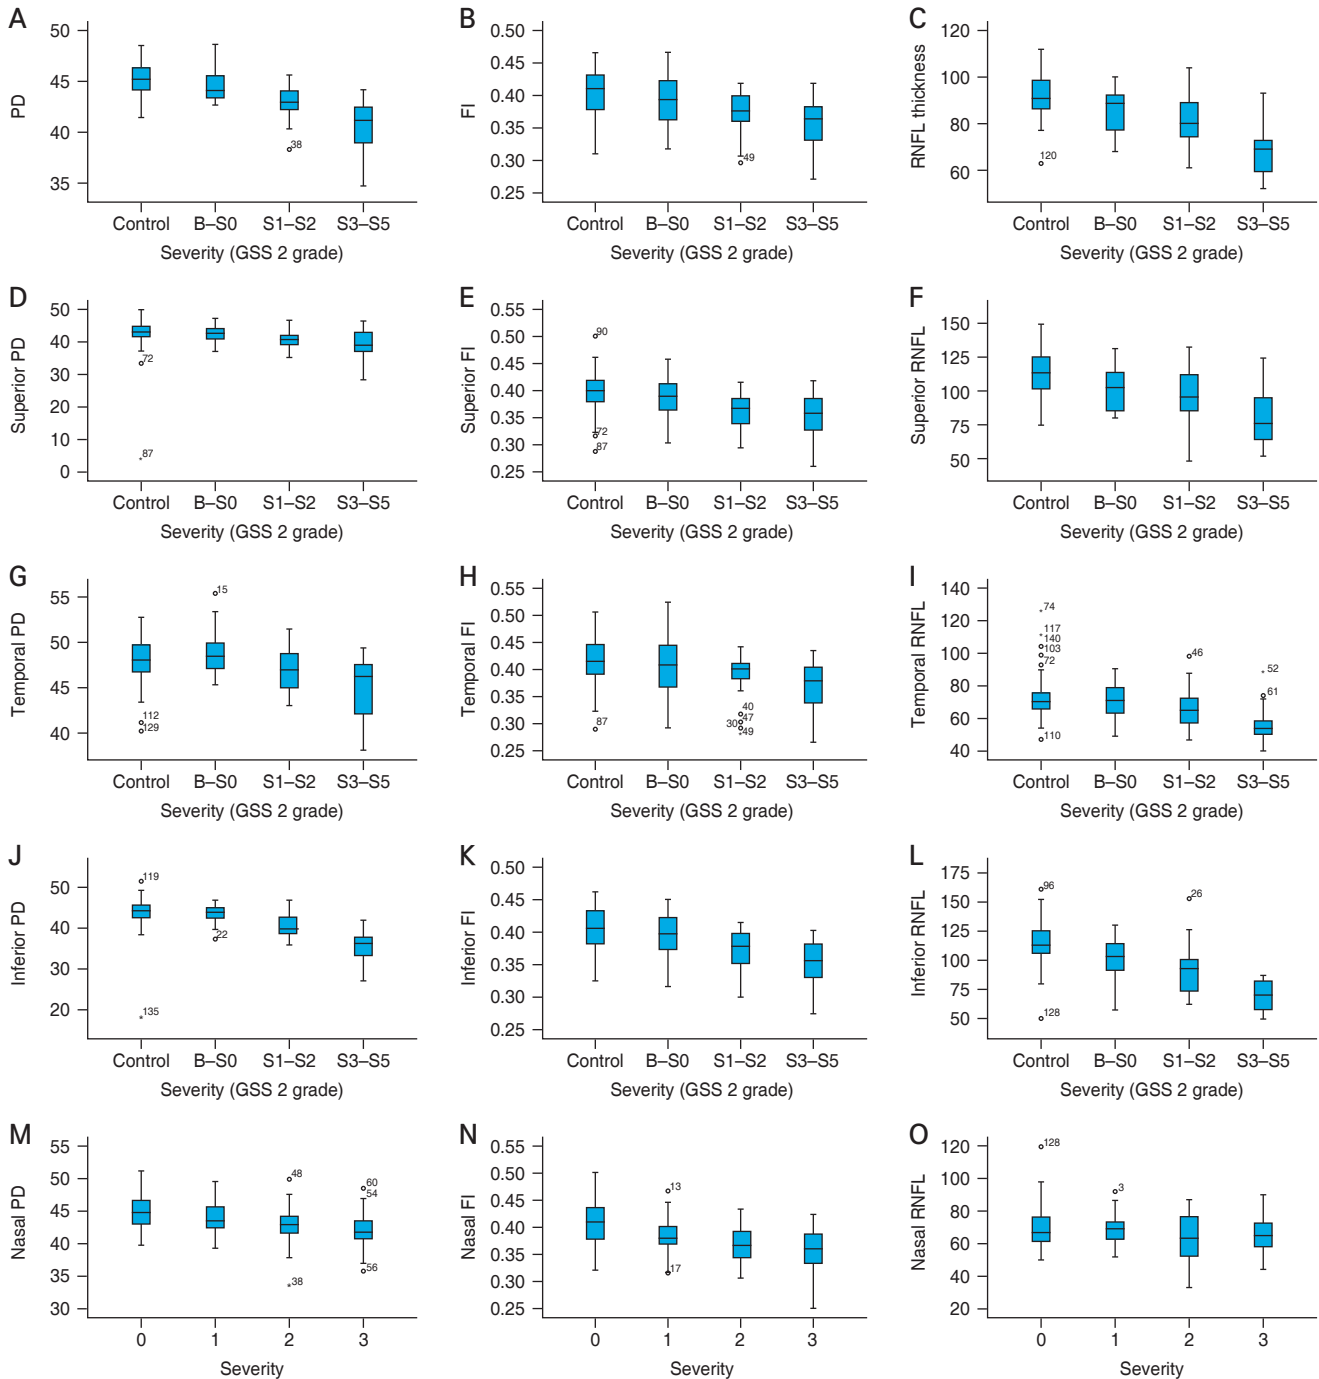 A
PD
50
45
40
35
38
Control B–S0 S1–S2 S3–S5
Severity (GSS 2 grade)
B
FI
0.50
0.45
0.40
0.35
0.30
0.25
49
Control B–S0 S1–S2 S3–S5
Severity (GSS 2 grade)
C
RNFL thickness
120
100
80
60
120
Control B–S0 S1–S2 S3–S5
Severity (GSS 2 grade)
D
Superior PD
50
40
30
20
10
0
72
87
Control B–S0 S1–S2 S3–S5
Severity (GSS 2 grade)
E
Superior FI
0.55
0.50
0.45
0.40
0.35
0.30
0.25
90
72
87
Control B–S0 S1–S2 S3–S5
Severity (GSS 2 grade)
F
Superior RNFL
150
125
100
75
50
Control B–S0 S1–S2 S3–S5
Severity (GSS 2 grade)
G
Temporal PD
55
50
45
40
15
112
129
Control B–S0 S1–S2 S3–S5
Severity (GSS 2 grade)
H
Temporal FI
0.55
0.50
0.45
0.40
0.35
0.30
0.25
87
40
47
30
49
Control B–S0 S1–S2 S3–S5
Severity (GSS 2 grade)
I
Temporal RNFL
140
120
100
80
60
40
74
117
140
103
72
110
46
52
61
Control B–S0 S1–S2 S3–S5
Severity (GSS 2 grade)
J
Inferior PD
50
40
30
20
119
22
135
Control B–S0 S1–S2 S3–S5
Severity (GSS 2 grade)
K
Inferior FI
0.50
0.45
0.40
0.35
0.30
0.25
Control B–S0 S1–S2 S3–S5
Severity (GSS 2 grade)
L
Inferior RNFL
175
150
125
100
75
50
96
26
128
Control B–S0 S1–S2 S3–S5
Severity (GSS 2 grade)
M
Nasal PD
55
50
45
40
35
30
48
38
60
54
56
0 1 2 3
Severity
N
Nasal FI
0.55
0.50
0.45
0.40
0.35
0.30
0.25
13
17
0 1 2 3
Severity
O
Nasal RNFL
120
100
80
60
40
20
128
3
0 1 2 3
Severity